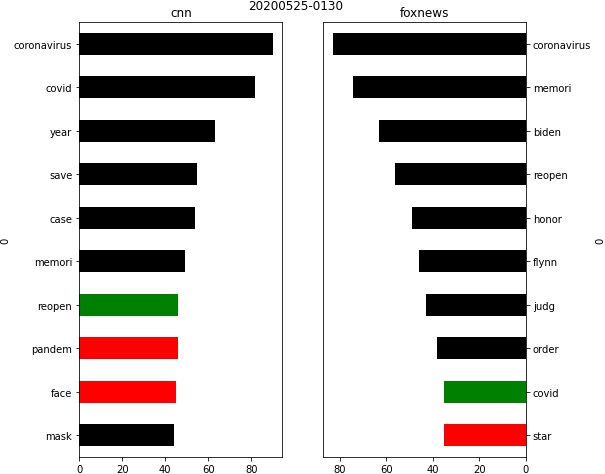 20200525-0130
cnn
foxnews
coronavirus
covid
year
save
case
memori
reopen
pandem
face
mask
0 20 40 60 80
0
coronavirus
memori
biden
reopen
honor
flynn
judg
order
covid
star
80 60 40 20 0
0